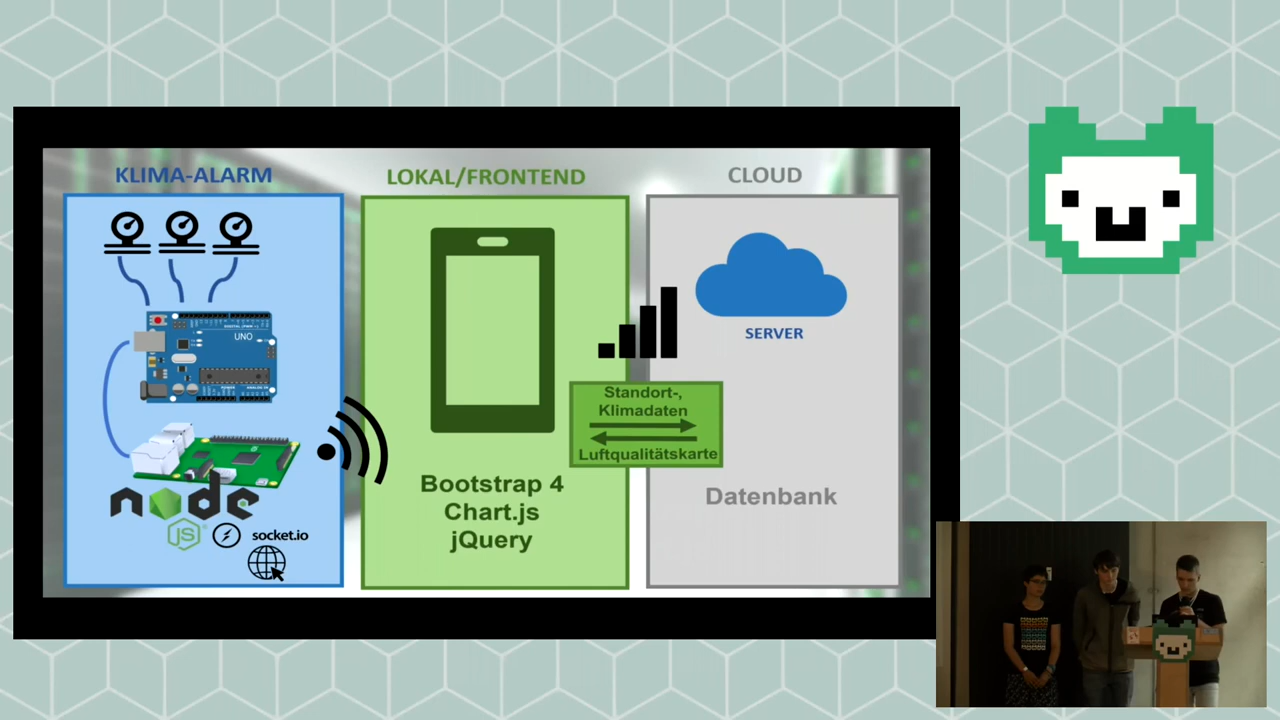 KLIMA-ALARM
LOKAL/FRONTEND
CLOUD
UNO
SERVER
Standort-,
Klimadaten
Luftqualitätskarte
node
JS
socket.io
Bootstrap 4
Chart.js
jQuery
Datenbank